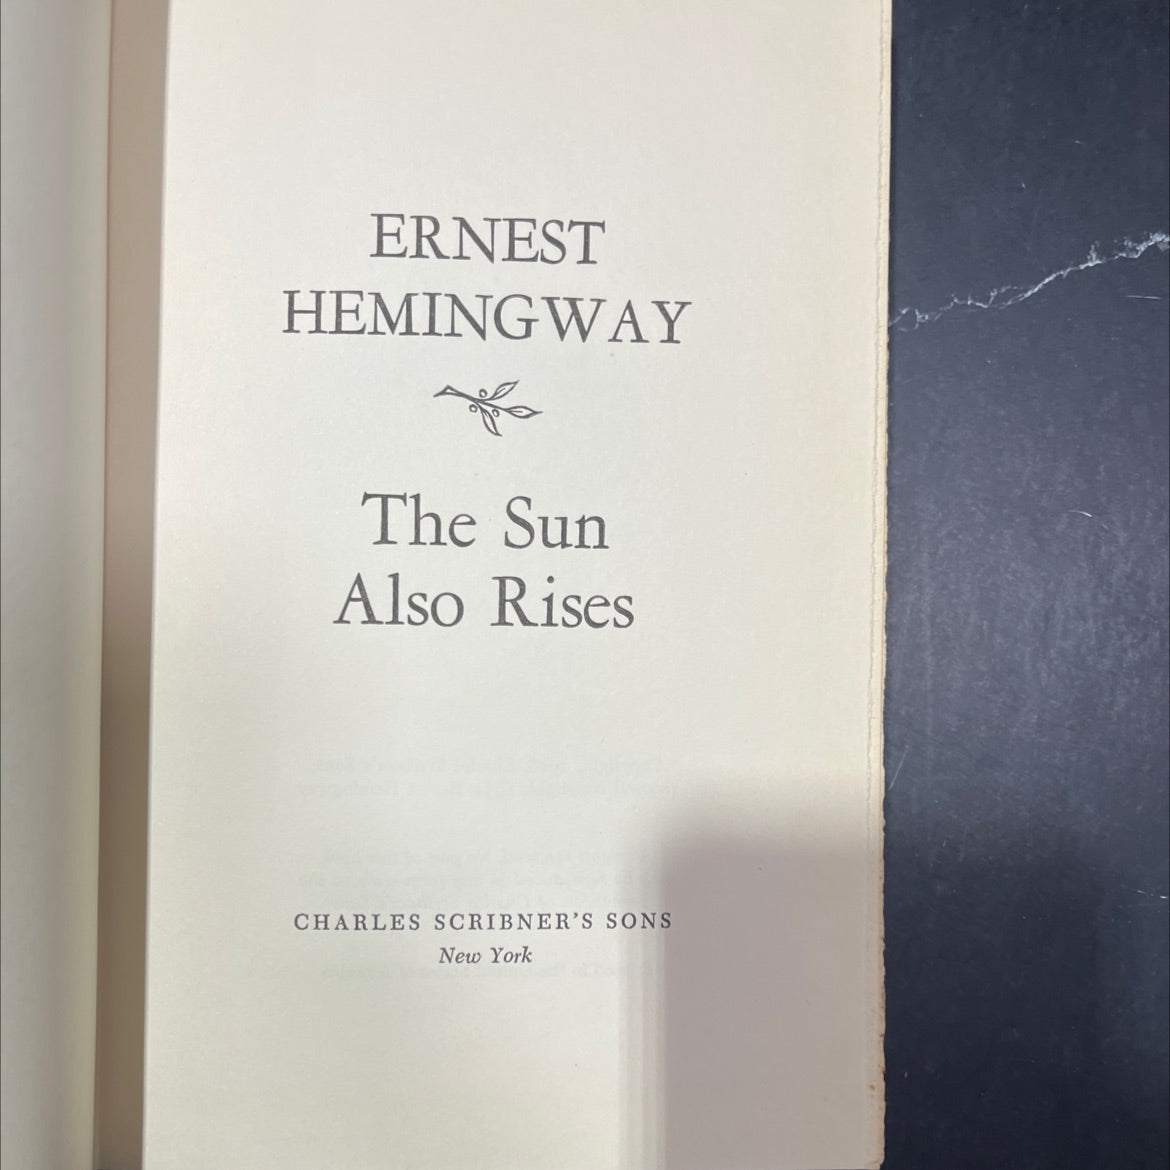 ERNEST
HEMINGWAY
The Sun
Also Rises
CHARLES SCRIBNER'S SONS
New York